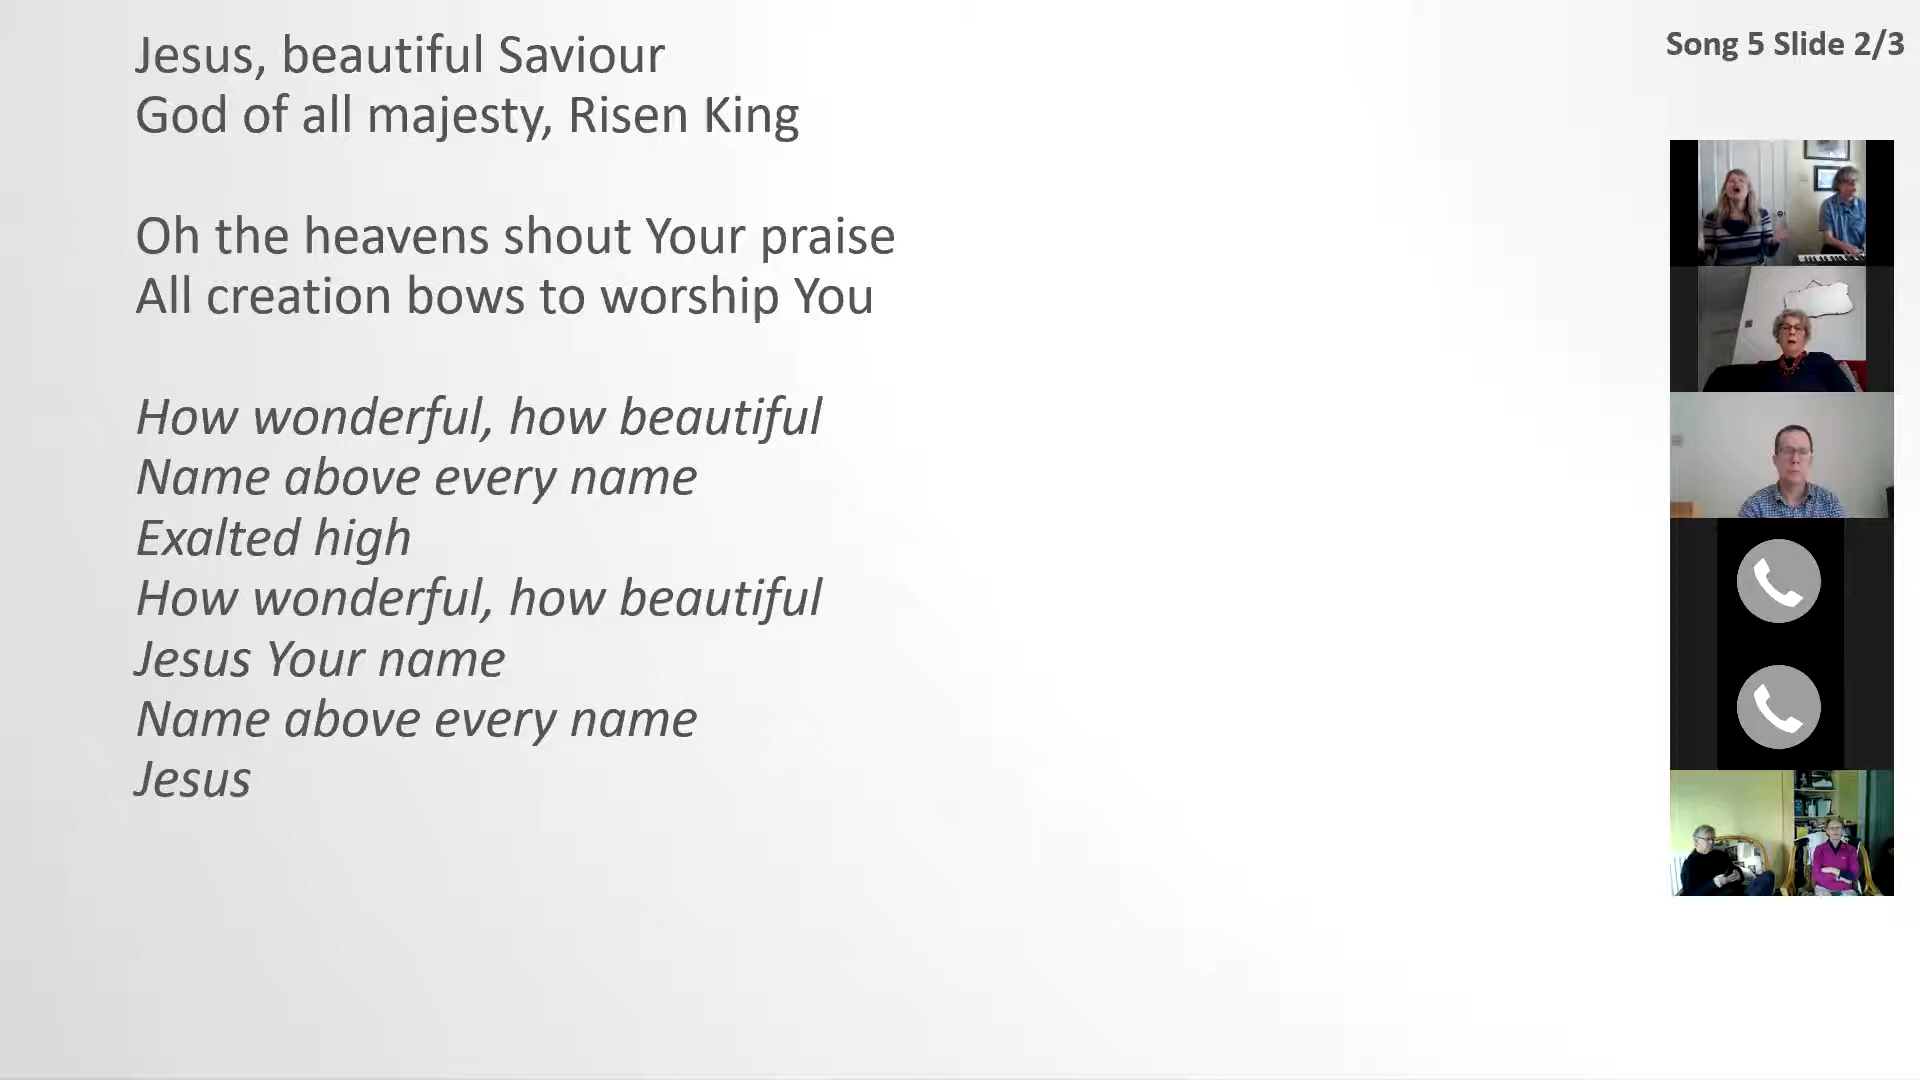 Jesus, beautiful Saviour
God of all majesty, Risen King
Oh the heavens shout Your praise
All creation bows to worship You
How wonderful, how beautiful
Name above every name
Exalted high
How wonderful, how beautiful
Jesus Your name
Name above every name
Jesus
Song 5 Slide 2/3